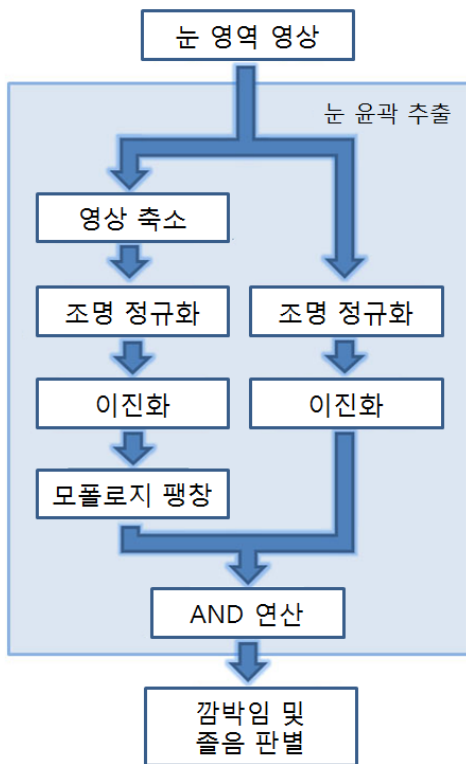 눈 영역 영상
눈 윤곽 추출
영상 축소
조명 정규화
조명 정규화
이진화
이진화
모폴로지 팽창
AND 연산
깜박임 및
졸음 판별